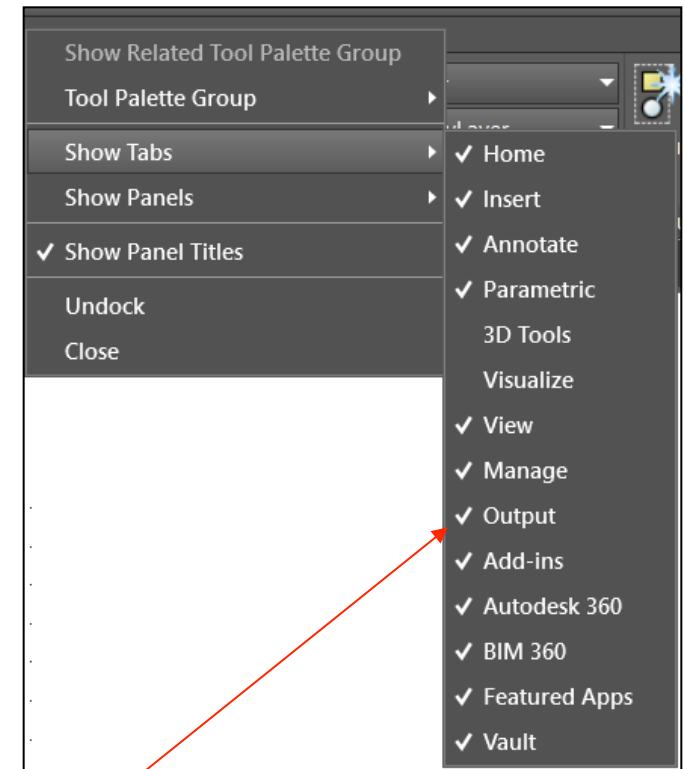 Show Related Tool Palette Group
Tool Palette Group
Show Tabs
Show Panels
Show Panel Titles
Undock
Close
Home
Insert
Annotate
Parametric
3D Tools
Visualize
View
Manage
Output
Add-ins
Autodesk 360
BIM 360
Featured Apps
Vault